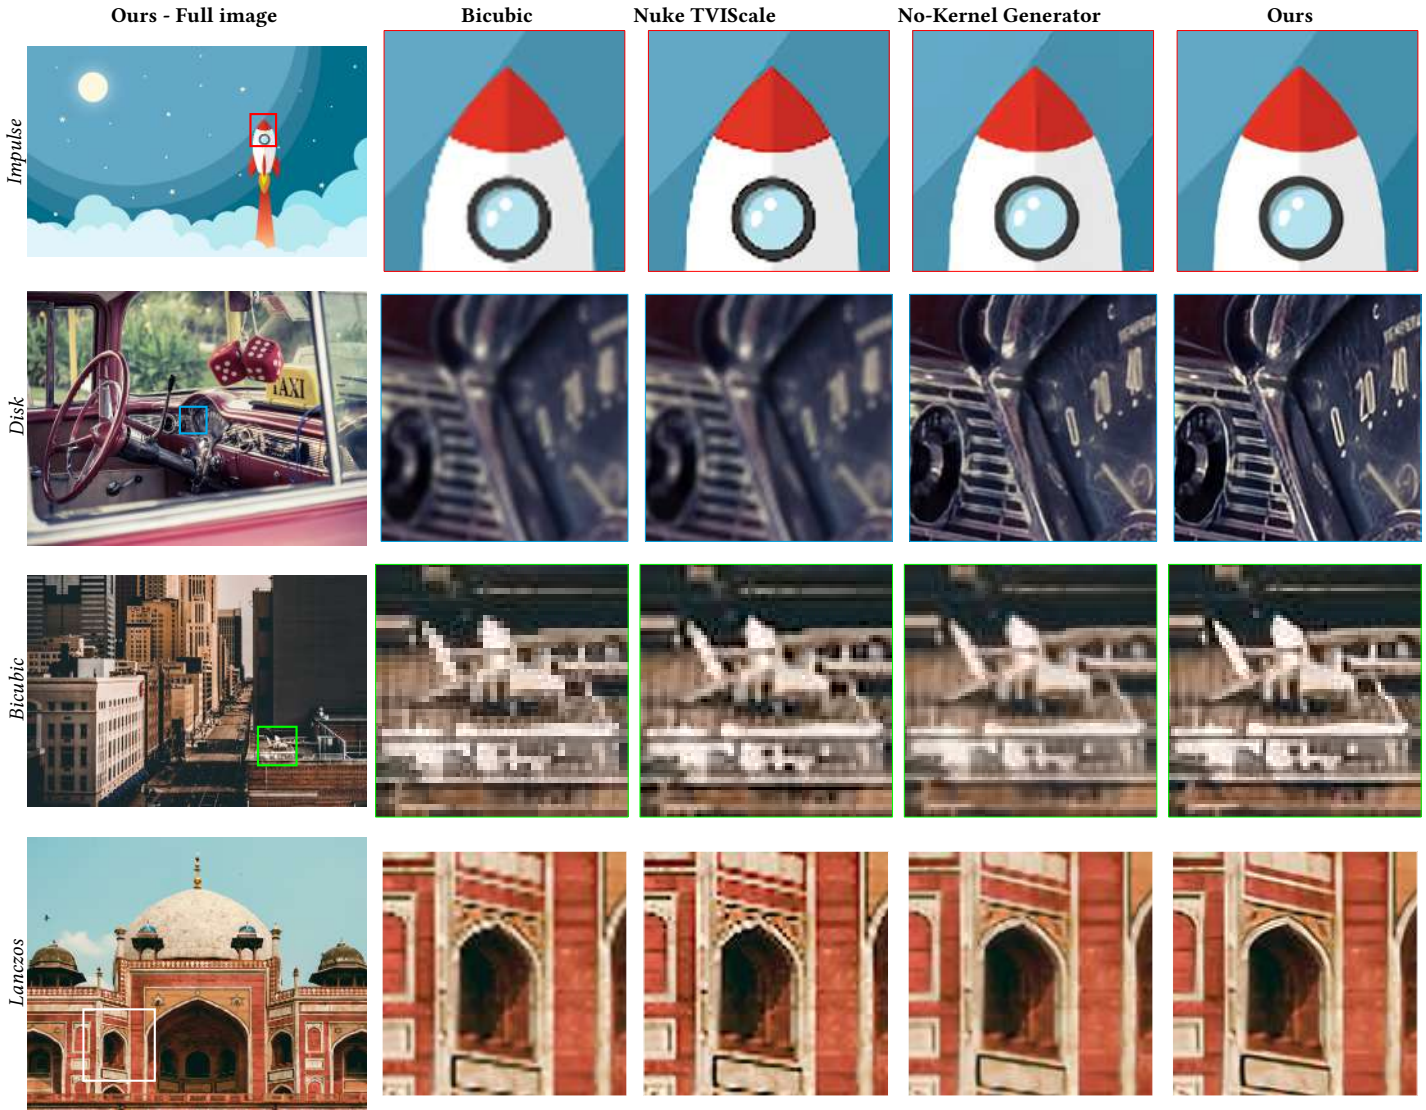 Ours - Full image Bicubic Nuke TVIScale No-Kernel Generator Ours
Impulse
Disk
TAXI
Bicubic
Lanczos